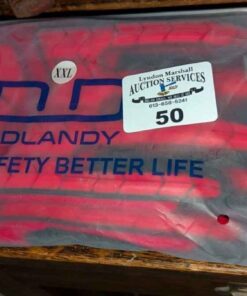 XXL
Lyndon Marshall
AUCTION SERVICES
50
DLANDY
FETY BETTER LIFE